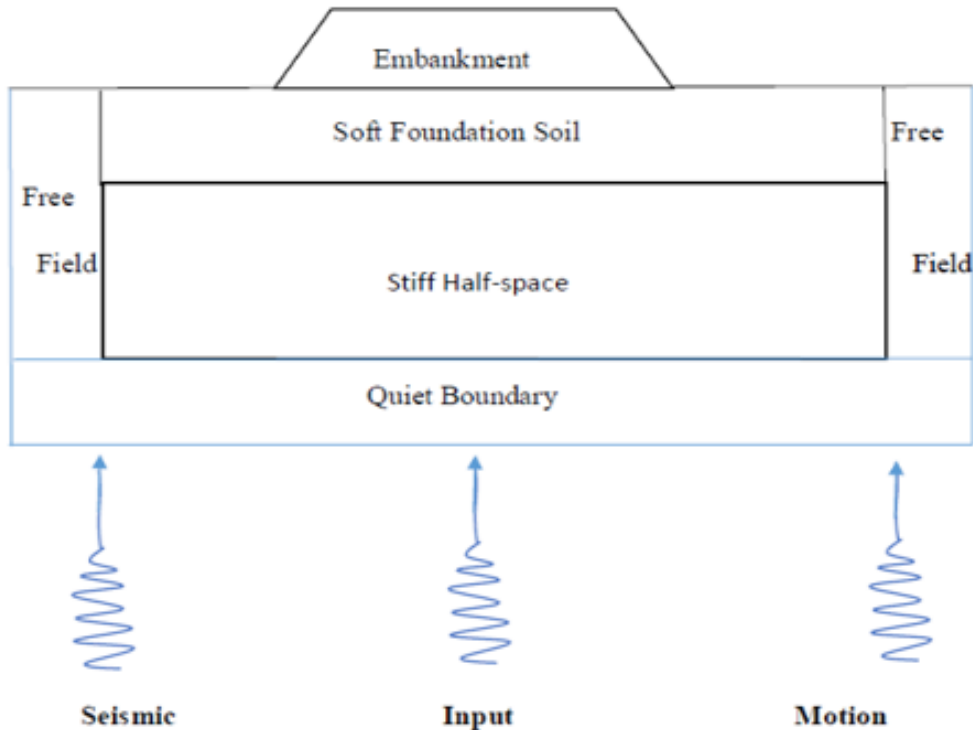 Embankment
Soft Foundation Soil
Free
Free
Field
Field
Stiff Half-space
Quiet Boundary
Seismic Input Motion